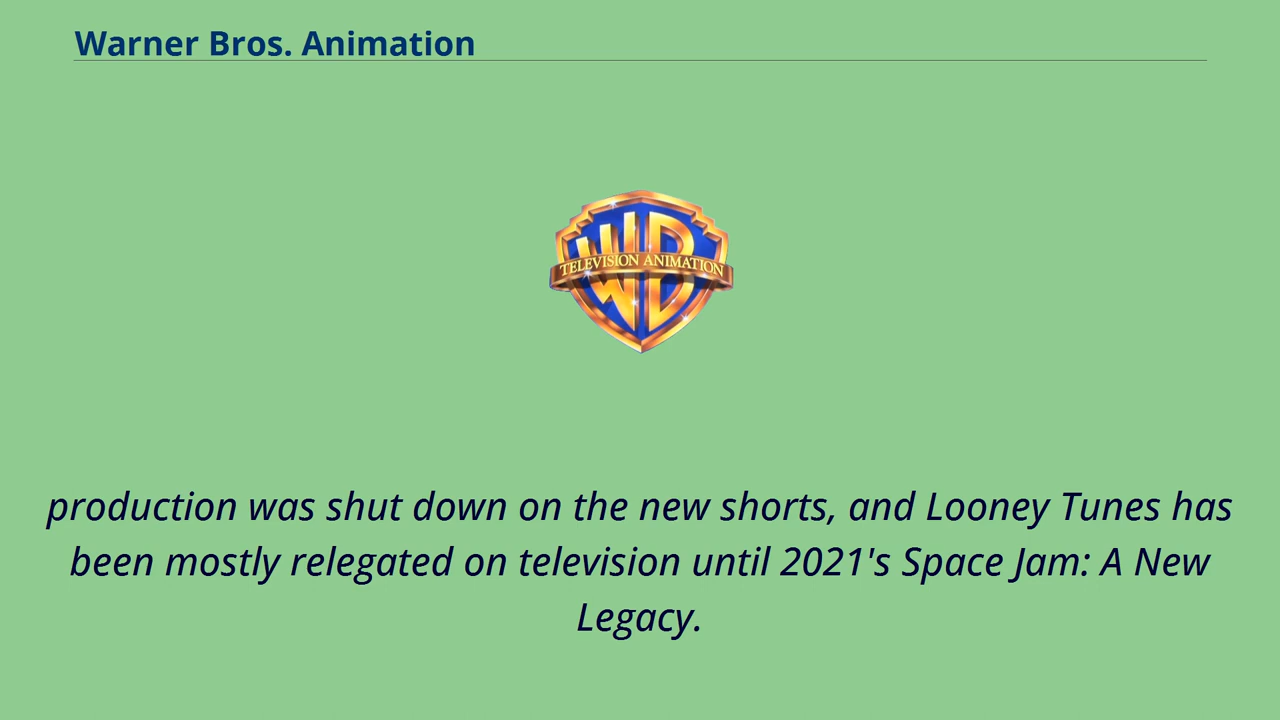 Warner Bros. Animation
WB
TELEVISION ANIMATION
production was shut down on the new shorts, and Looney Tunes has
been mostly relegated on television until 2021's Space Jam: A New
Legacy.